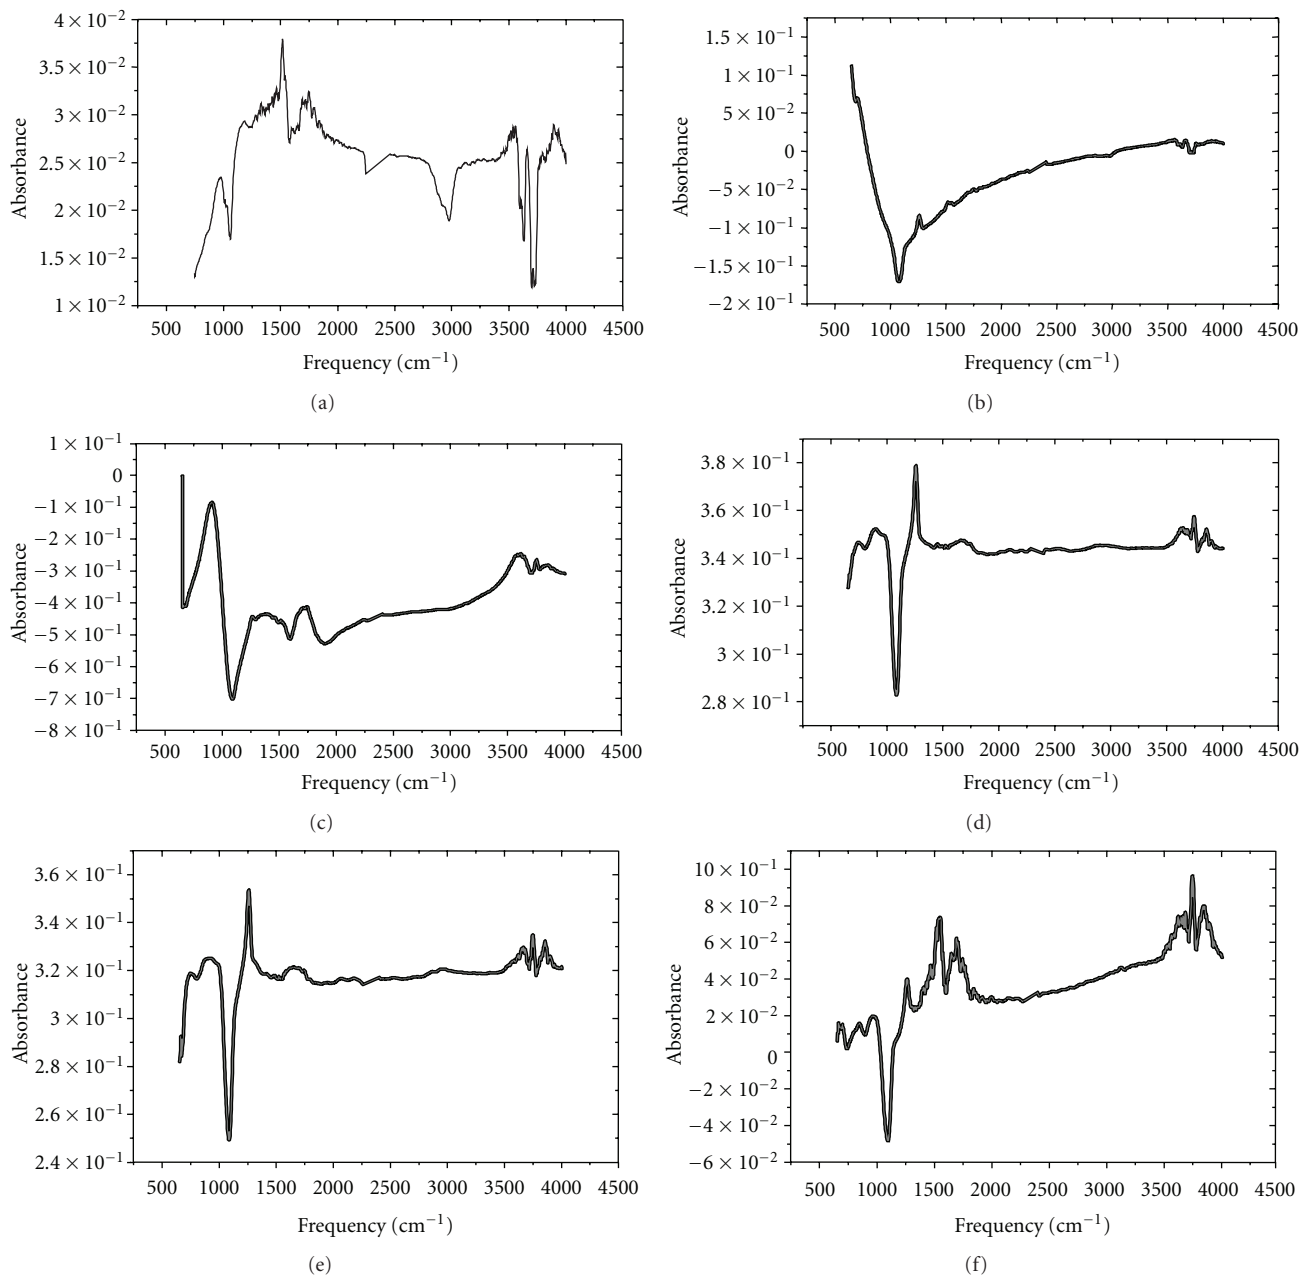 4 × 10⁻²
3.5 × 10⁻²
3 × 10⁻²
2.5 × 10⁻²
2 × 10⁻²
1.5 × 10⁻²
1 × 10⁻²
Absorbance
500 1000 1500 2000 2500 3000 3500 4000 4500
Frequency (cm⁻¹)
(a)
1.5 × 10⁻¹
1 × 10⁻¹
5 × 10⁻²
0
−5 × 10⁻²
−1 × 10⁻¹
−1.5 × 10⁻¹
−2 × 10⁻¹
Absorbance
500 1000 1500 2000 2500 3000 3500 4000 4500
Frequency (cm⁻¹)
(b)
1 × 10⁻¹
0
−1 × 10⁻¹
−2 × 10⁻¹
−3 × 10⁻¹
−4 × 10⁻¹
−5 × 10⁻¹
−6 × 10⁻¹
−7 × 10⁻¹
−8 × 10⁻¹
Absorbance
500 1000 1500 2000 2500 3000 3500 4000 4500
Frequency (cm⁻¹)
(c)
3.8 × 10⁻¹
3.6 × 10⁻¹
3.4 × 10⁻¹
3.2 × 10⁻¹
3 × 10⁻¹
2.8 × 10⁻¹
Absorbance
500 1000 1500 2000 2500 3000 3500 4000 4500
Frequency (cm⁻¹)
(d)
3.6 × 10⁻¹
3.4 × 10⁻¹
3.2 × 10⁻¹
3 × 10⁻¹
2.8 × 10⁻¹
2.6 × 10⁻¹
2.4 × 10⁻¹
Absorbance
500 1000 1500 2000 2500 3000 3500 4000 4500
Frequency (cm⁻¹)
(e)
10 × 10⁻¹
8 × 10⁻²
6 × 10⁻²
4 × 10⁻²
2 × 10⁻²
0
−2 × 10⁻²
−4 × 10⁻²
−6 × 10⁻²
Absorbance
500 1000 1500 2000 2500 3000 3500 4000 4500
Frequency (cm⁻¹)
(f)